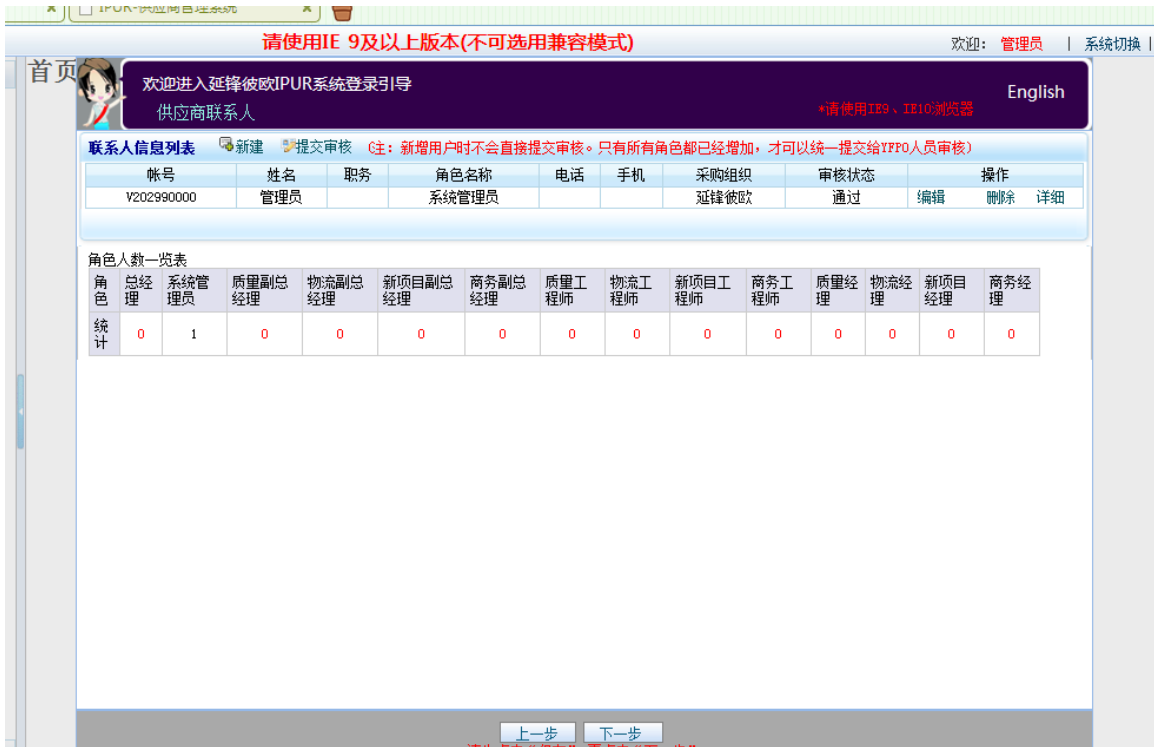 IPUR-供应商管理系统
请使用IE 9及以上版本(不可选用兼容模式)
欢迎: 管理员 | 系统切换 |
首页
欢迎进入延锋彼欧IPUR系统登录引导
English
供应商联系人
*请使用IE9、IE10浏览器
联系人信息列表 新建 提交审核 (注：新增用户时不会直接提交审核。只有所有角色都已经增加，才可以统一提交给YFPO人员审核)
帐号 姓名 职务 角色名称 电话 手机 采购组织 审核状态 操作
V202990000 管理员 系统管理员 延锋彼欧 通过 编辑 删除 详细
角色人数一览表
角色 总经理 系统管理员 质量副总经理 物流副总经理 新项目副总经理 商务副总经理 质量工程师 物流工程师 新项目工程师 商务工程师 质量经理 物流经理 新项目经理 商务经理
统计 0 1 0 0 0 0 0 0 0 0 0 0 0 0
上一步 下一步